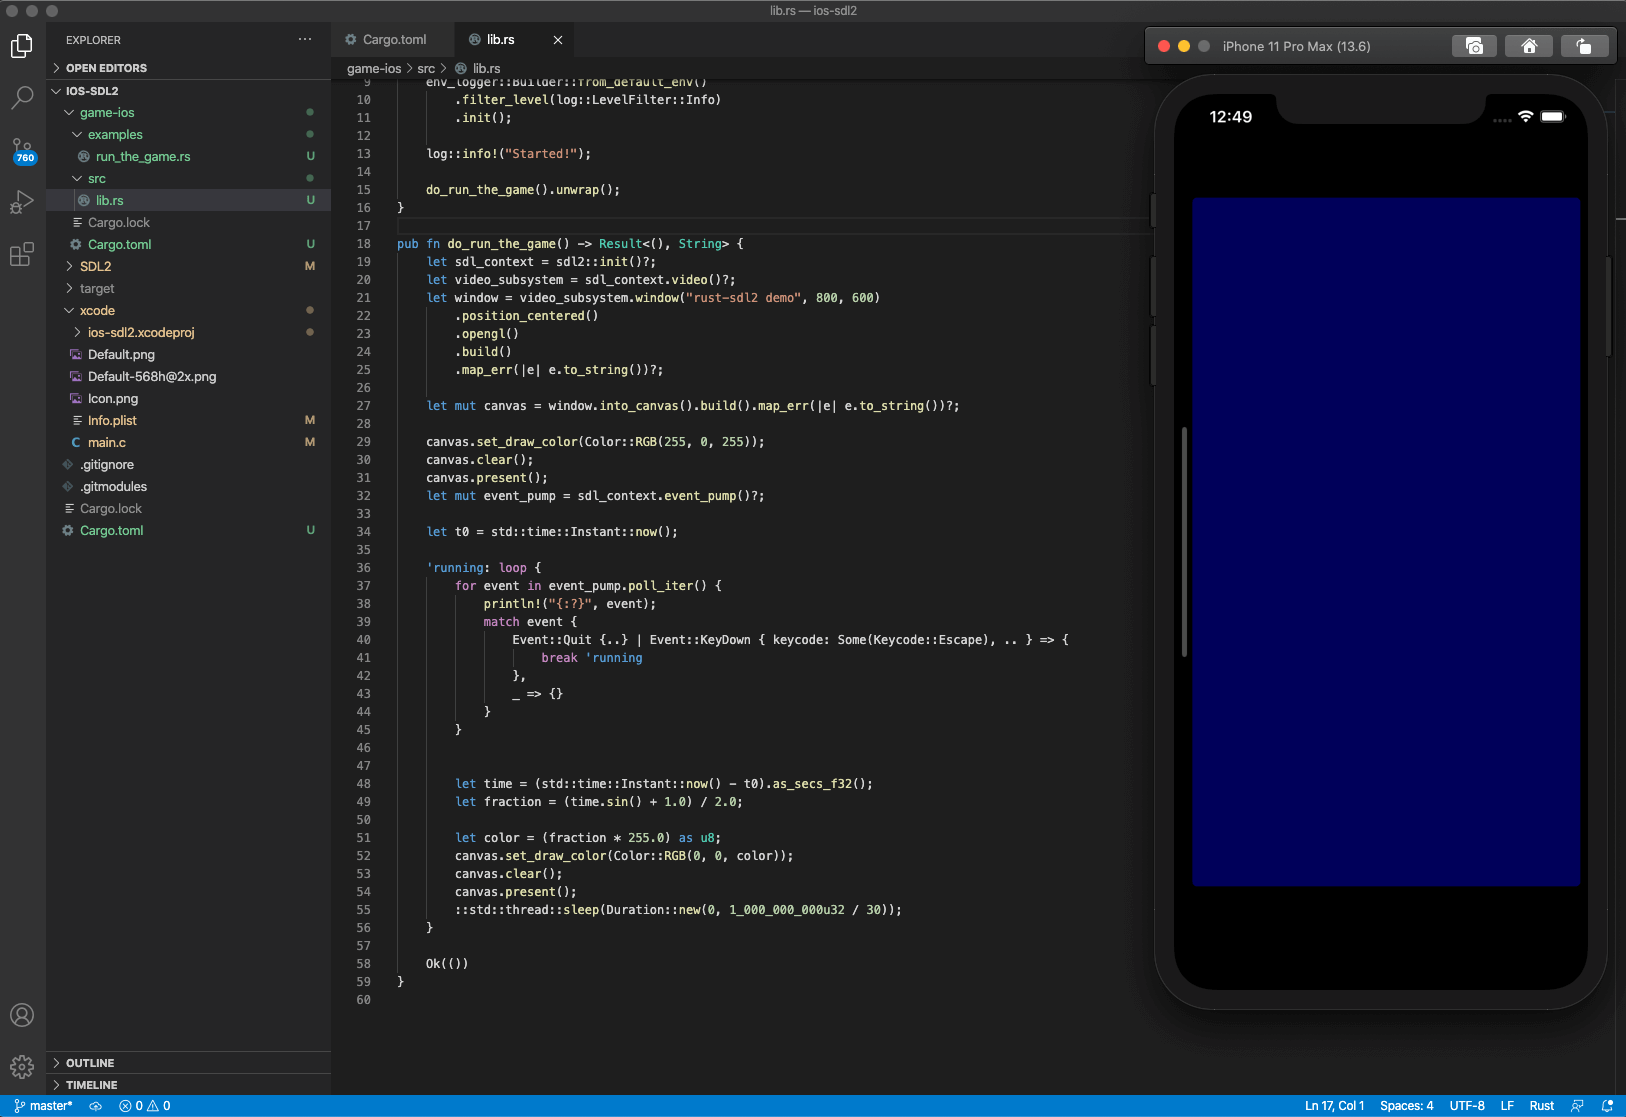 lib.rs — ios-sdl2
EXPLORER
OPEN EDITORS
IOS-SDL2
game-ios
examples
run_the_game.rs U
src
lib.rs U
Cargo.lock
Cargo.toml U
SDL2 M
target
xcode
ios-sdl2.xcodeproj
Default.png
Default-568h@2x.png
Icon.png
Info.plist M
main.c M
.gitignore
.gitmodules
Cargo.lock
Cargo.toml U
OUTLINE
TIMELINE
760
Cargo.toml lib.rs
game-ios > src > lib.rs
9 env_logger::Builder::from_default_env()
10 .filter_level(log::LevelFilter::Info)
11 .init();
12
13 log::info!("Started!");
14
15 do_run_the_game().unwrap();
16 }
17
18 pub fn do_run_the_game() -> Result<(), String> {
19 let sdl_context = sdl2::init()?;
20 let video_subsystem = sdl_context.video()?;
21 let window = video_subsystem.window("rust-sdl2 demo", 800, 600)
22 .position_centered()
23 .opengl()
24 .build()
25 .map_err(|e| e.to_string())?;
26
27 let mut canvas = window.into_canvas().build().map_err(|e| e.to_string())?;
28
29 canvas.set_draw_color(Color::RGB(255, 0, 255));
30 canvas.clear();
31 canvas.present();
32 let mut event_pump = sdl_context.event_pump()?;
33
34 let t0 = std::time::Instant::now();
35
36 'running: loop {
37 for event in event_pump.poll_iter() {
38 println!("{:?}", event);
39 match event {
40 Event::Quit {..} | Event::KeyDown { keycode: Some(Keycode::Escape), .. } => {
41 break 'running
42 },
43 _ => {}
44 }
45 }
46
47
48 let time = (std::time::Instant::now() - t0).as_secs_f32();
49 let fraction = (time.sin() + 1.0) / 2.0;
50
51 let color = (fraction * 255.0) as u8;
52 canvas.set_draw_color(Color::RGB(0, 0, color));
53 canvas.clear();
54 canvas.present();
55 ::std::thread::sleep(Duration::new(0, 1_000_000_000u32 / 30));
56 }
57
58 Ok(())
59 }
60
iPhone 11 Pro Max (13.6)
12:49
master* 0 0 Ln 17, Col 1 Spaces: 4 UTF-8 LF Rust